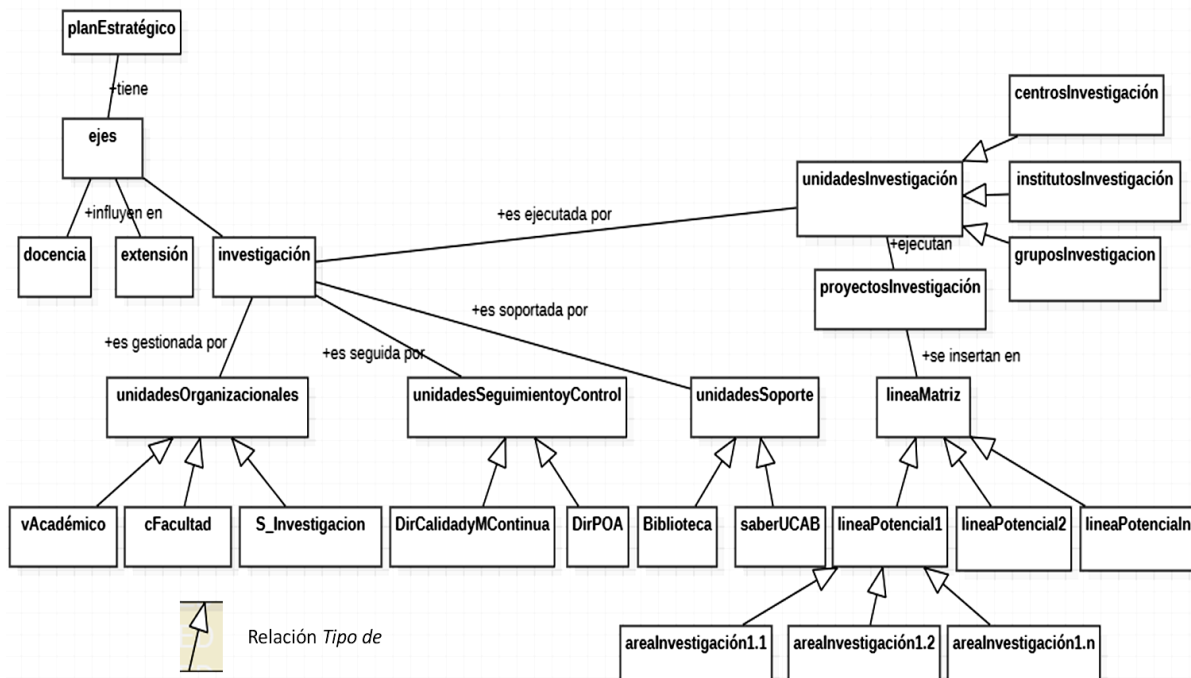 planEstratégico
+tiene
centrosInvestigación
ejes
unidadesInvestigación
institutosInvestigación
+influyen en
+es ejecutada por
docencia
extensión
investigación
+ejecutan
gruposInvestigacion
proyectosInvestigación
+es soportada por
+es gestionada por
+es seguida por
+se insertan en
unidadesOrganizacionales
unidadesSeguimientoyControl
unidadesSoporte
lineaMatriz
vAcadémico
cFacultad
S_Investigacion
DirCalidadyMContinua
DirPOA
Biblioteca
saberUCAB
lineaPotencial1
lineaPotencial2
lineaPotencialn
Relación Tipo de
areaInvestigación1.1
areaInvestigación1.2
areaInvestigación1.n